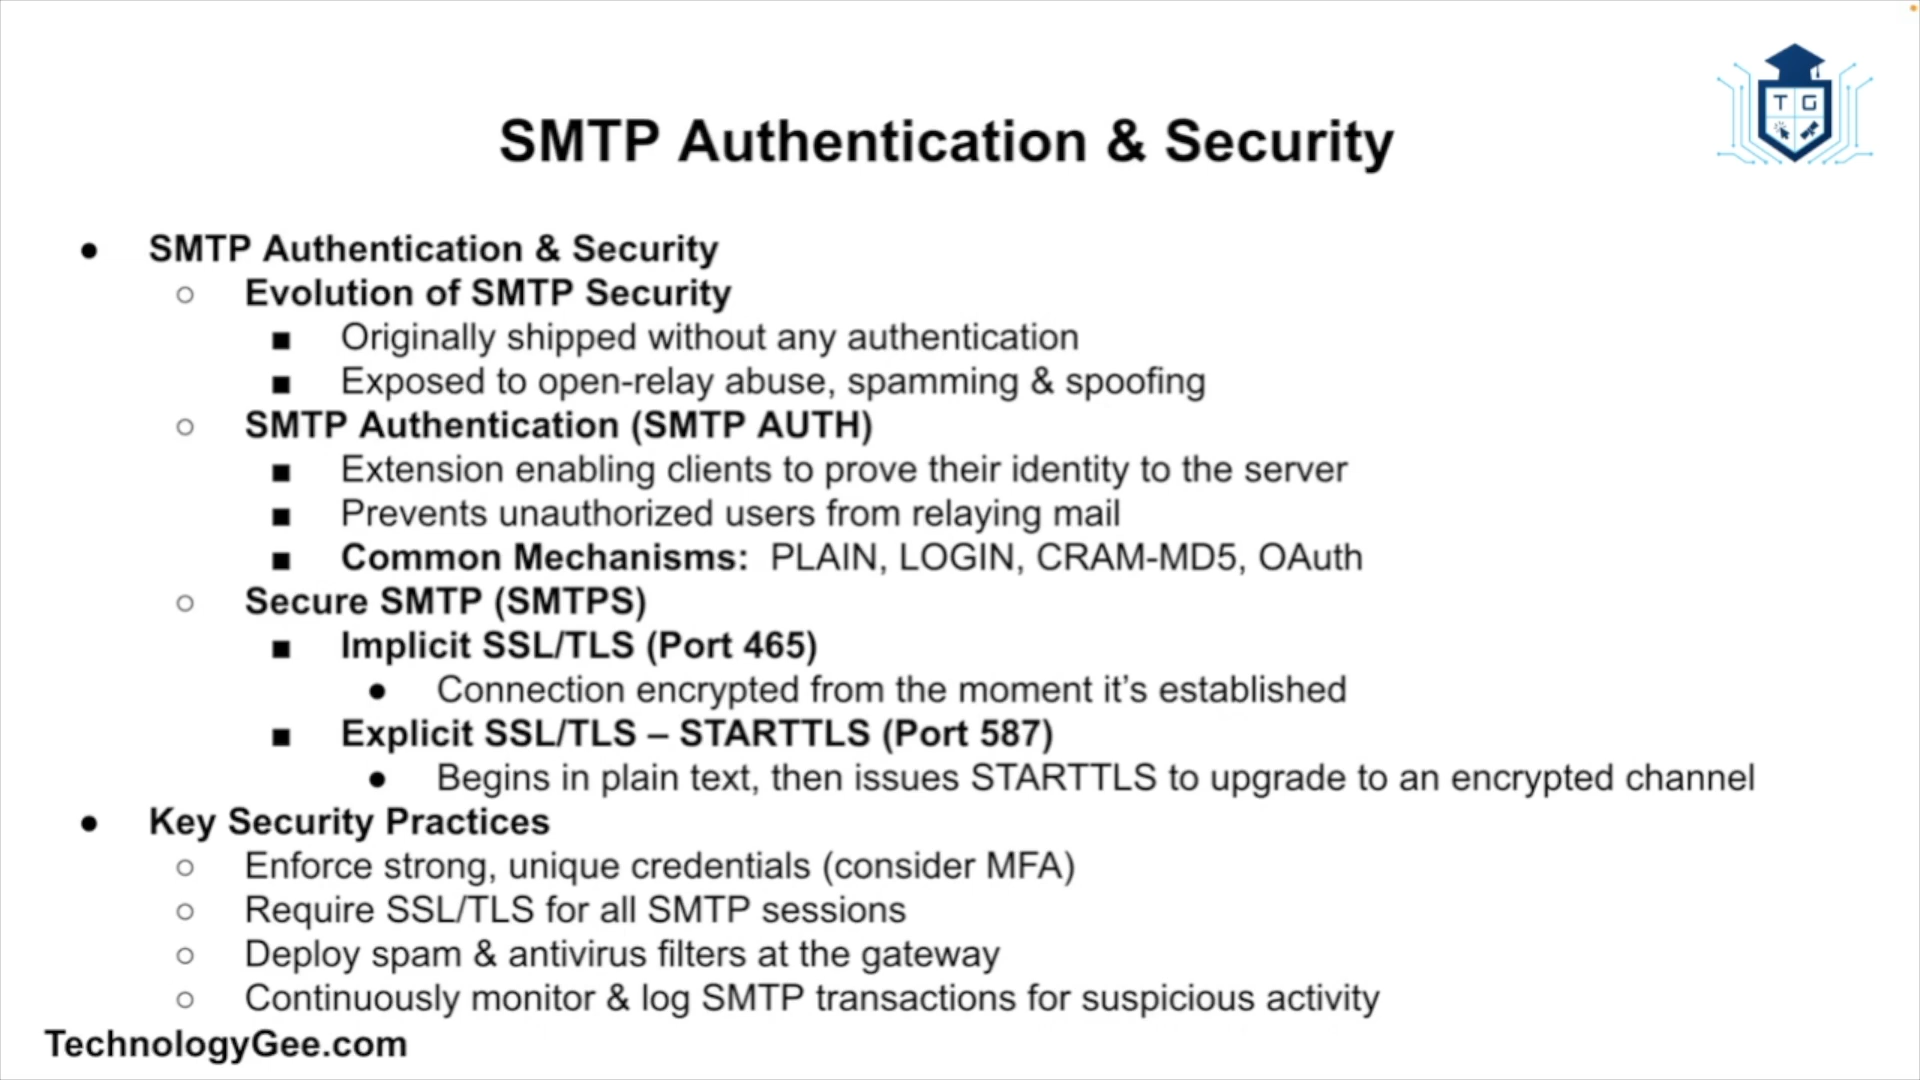 T G
SMTP Authentication & Security
● SMTP Authentication & Security
○ Evolution of SMTP Security
■ Originally shipped without any authentication
■ Exposed to open-relay abuse, spamming & spoofing
○ SMTP Authentication (SMTP AUTH)
■ Extension enabling clients to prove their identity to the server
■ Prevents unauthorized users from relaying mail
■ Common Mechanisms: PLAIN, LOGIN, CRAM-MD5, OAuth
○ Secure SMTP (SMTPS)
■ Implicit SSL/TLS (Port 465)
● Connection encrypted from the moment it’s established
■ Explicit SSL/TLS – STARTTLS (Port 587)
● Begins in plain text, then issues STARTTLS to upgrade to an encrypted channel
● Key Security Practices
○ Enforce strong, unique credentials (consider MFA)
○ Require SSL/TLS for all SMTP sessions
○ Deploy spam & antivirus filters at the gateway
○ Continuously monitor & log SMTP transactions for suspicious activity
TechnologyGee.com